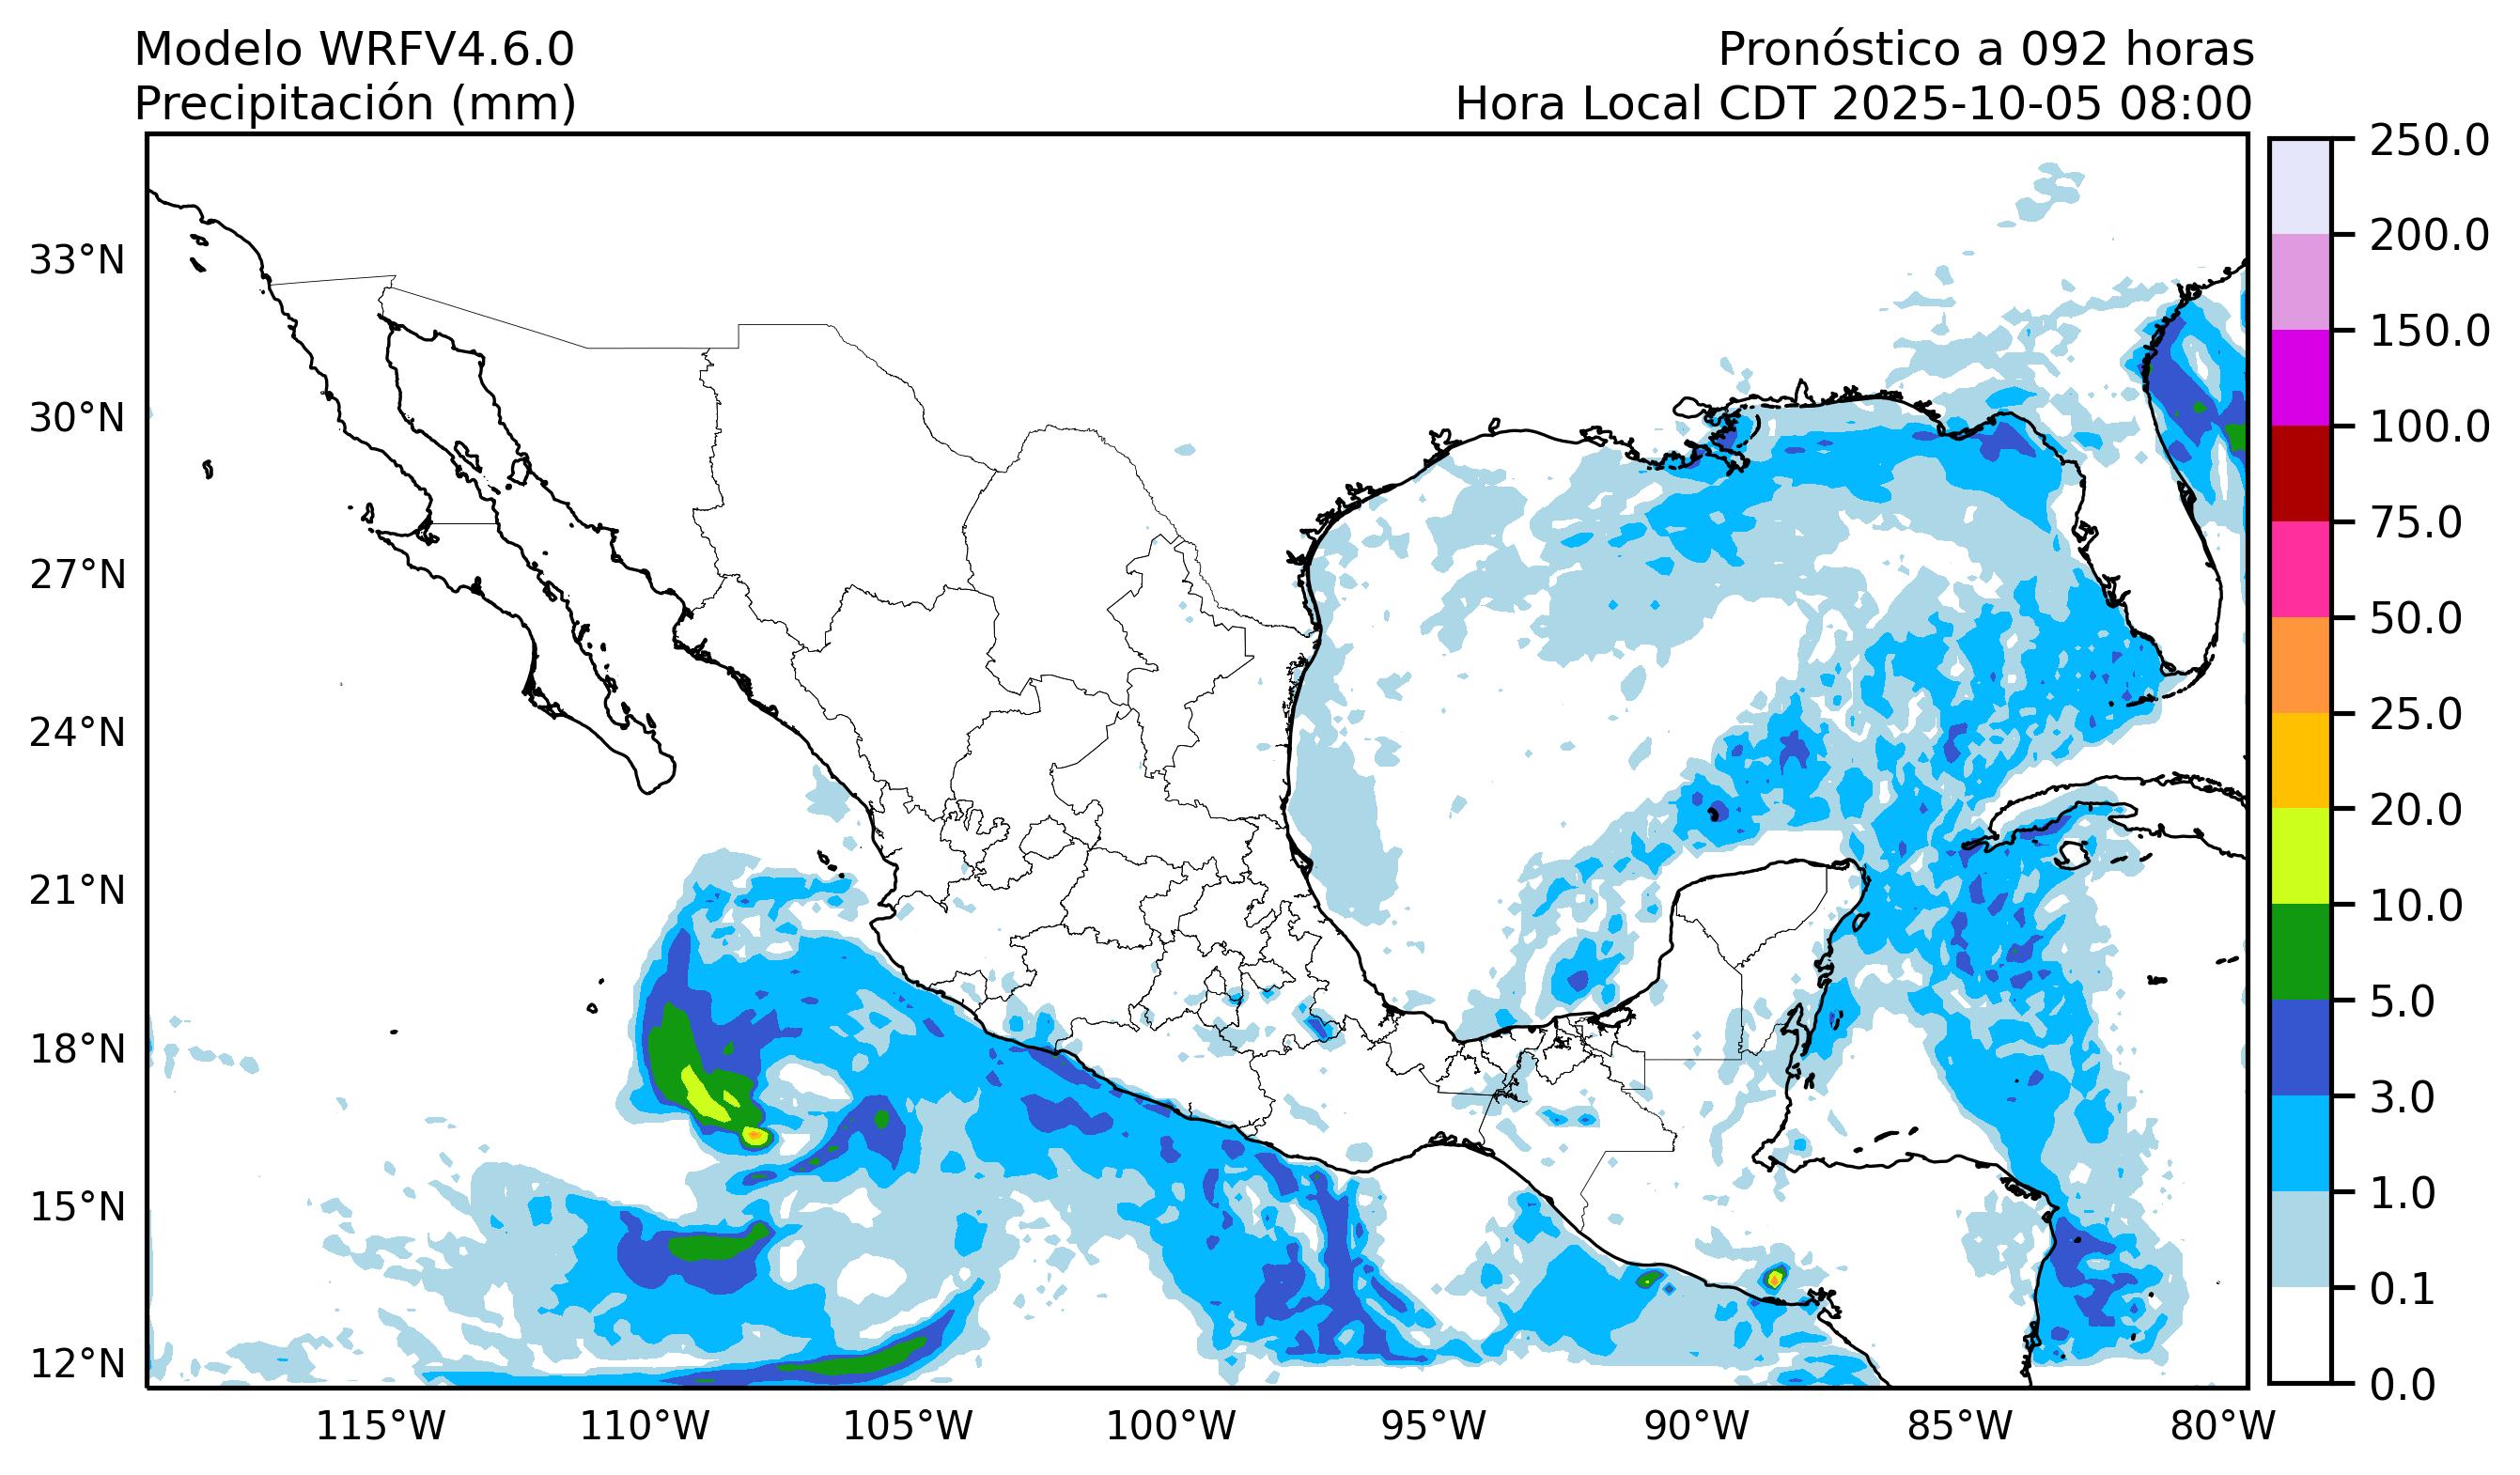 Modelo WRFV4.6.0
Precipitación (mm)
Pronóstico a 092 horas
Hora Local CDT 2025-10-05 08:00
33°N
30°N
27°N
24°N
21°N
18°N
15°N
12°N
115°W
110°W
105°W
100°W
95°W
90°W
85°W
80°W
250.0
200.0
150.0
100.0
75.0
50.0
25.0
20.0
10.0
5.0
3.0
1.0
0.1
0.0